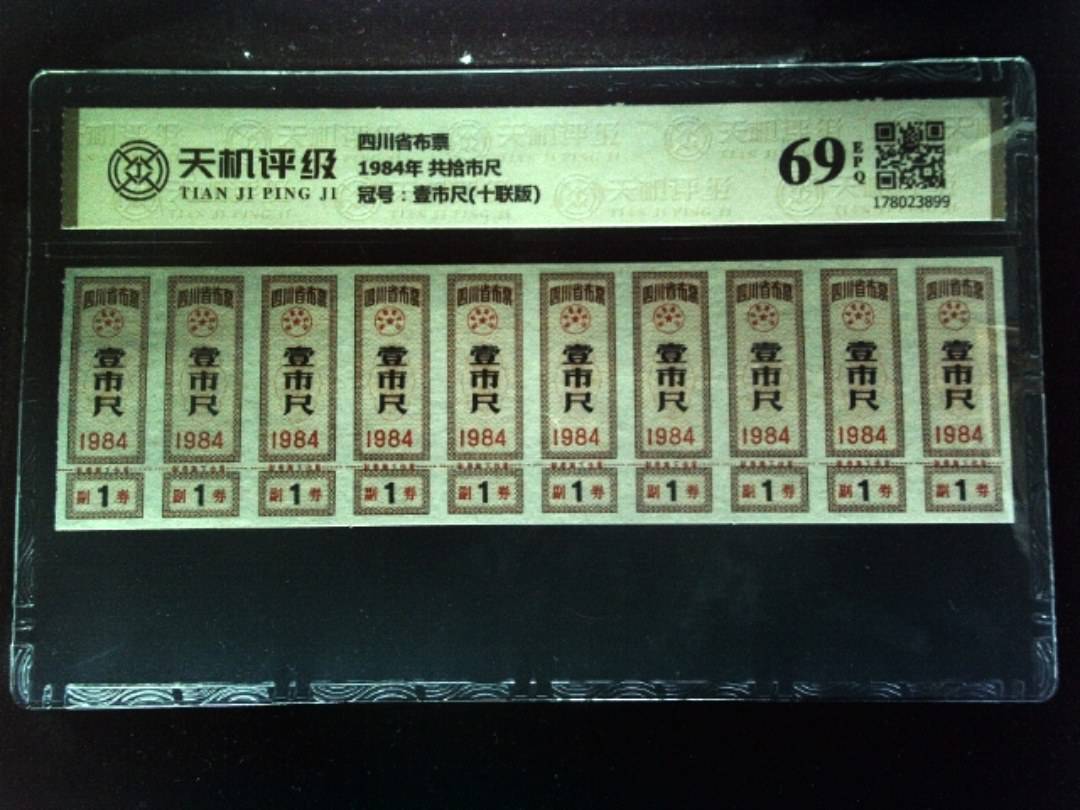 天机评级
TIAN JI PING JI
四川省布票
1984年 共拾市尺
冠号：壹市尺(十联版)
69
EPQ
178023899
四川省布票 四川省布票 四川省布票 四川省布票 四川省布票 四川省布票 四川省布票 四川省布票 四川省布票 四川省布票
壹市尺 壹市尺 壹市尺 壹市尺 壹市尺 壹市尺 壹市尺 壹市尺 壹市尺 壹市尺
1984 1984 1984 1984 1984 1984 1984 1984 1984 1984
副1券 副1券 副1券 副1券 副1券 副1券 副1券 副1券 副1券 副1券